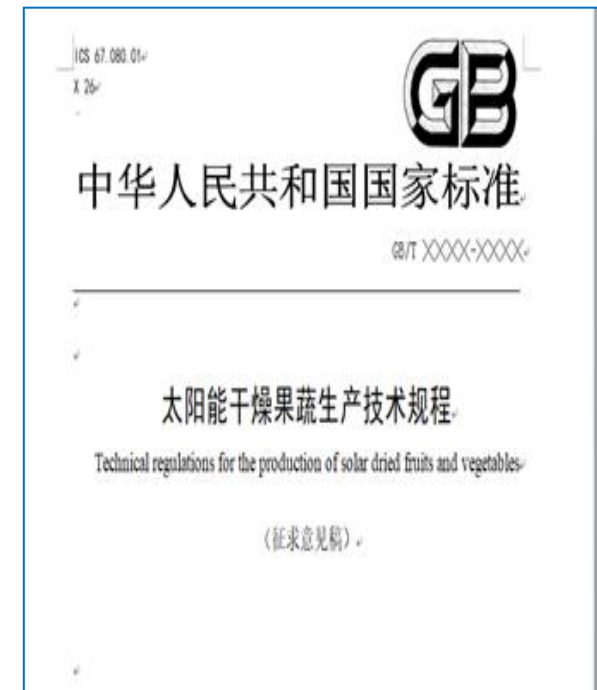 ICS 67.080.01
X 26
GB
中华人民共和国国家标准
GB/T XXXX-XXXX
太阳能干燥果蔬生产技术规程
Technical regulations for the production of solar dried fruits and vegetables
（征求意见稿）